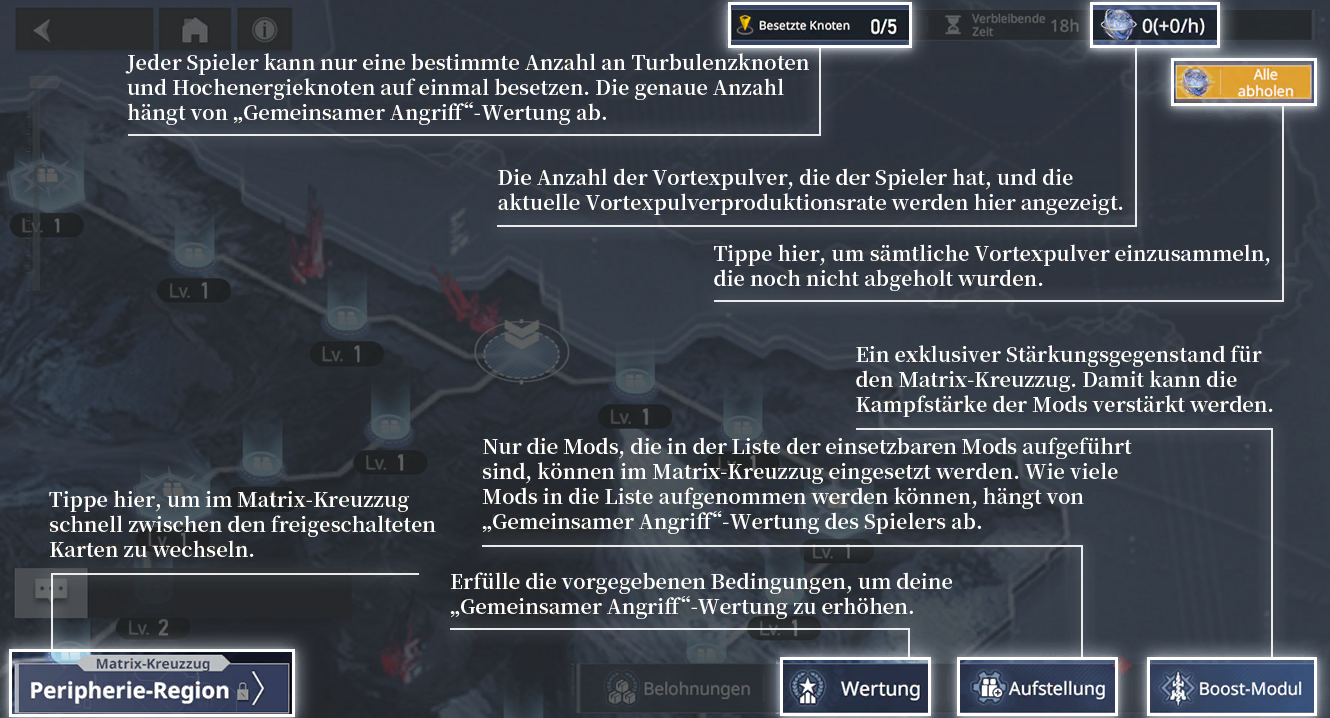 Besetzte Knoten 0/5
Verbleibende
Zeit
18h
0(+0/h)
Alle
abholen
Jeder Spieler kann nur eine bestimmte Anzahl an Turbulenzknoten
und Hochenergieknoten auf einmal besetzen. Die genaue Anzahl
hängt von „Gemeinsamer Angriff“-Wertung ab.
Die Anzahl der Vortexpulver, die der Spieler hat, und die
aktuelle Vortexpulverproduktionsrate werden hier angezeigt.
Lv. 1
Tippe hier, um sämtliche Vortexpulver einzusammeln,
die noch nicht abgeholt wurden.
Lv. 1
Lv. 1
Ein exklusiver Stärkungsgegenstand für
den Matrix-Kreuzzug. Damit kann die
Kampfstärke der Mods verstärkt werden.
Lv. 1
Nur die Mods, die in der Liste der einsetzbaren Mods aufgeführt
sind, können im Matrix-Kreuzzug eingesetzt werden. Wie viele
Mods in die Liste aufgenommen werden können, hängt von
„Gemeinsamer Angriff“-Wertung des Spielers ab.
Lv. 1
Tippe hier, um im Matrix-Kreuzzug
schnell zwischen den freigeschalteten
Karten zu wechseln.
Lv. 1
Lv. 1
Erfülle die vorgegebenen Bedingungen, um deine
„Gemeinsamer Angriff“-Wertung zu erhöhen.
Lv. 2
Lv. 1
Matrix-Kreuzzug
Peripherie-Region
Belohnungen
Wertung
Aufstellung
Boost-Modul